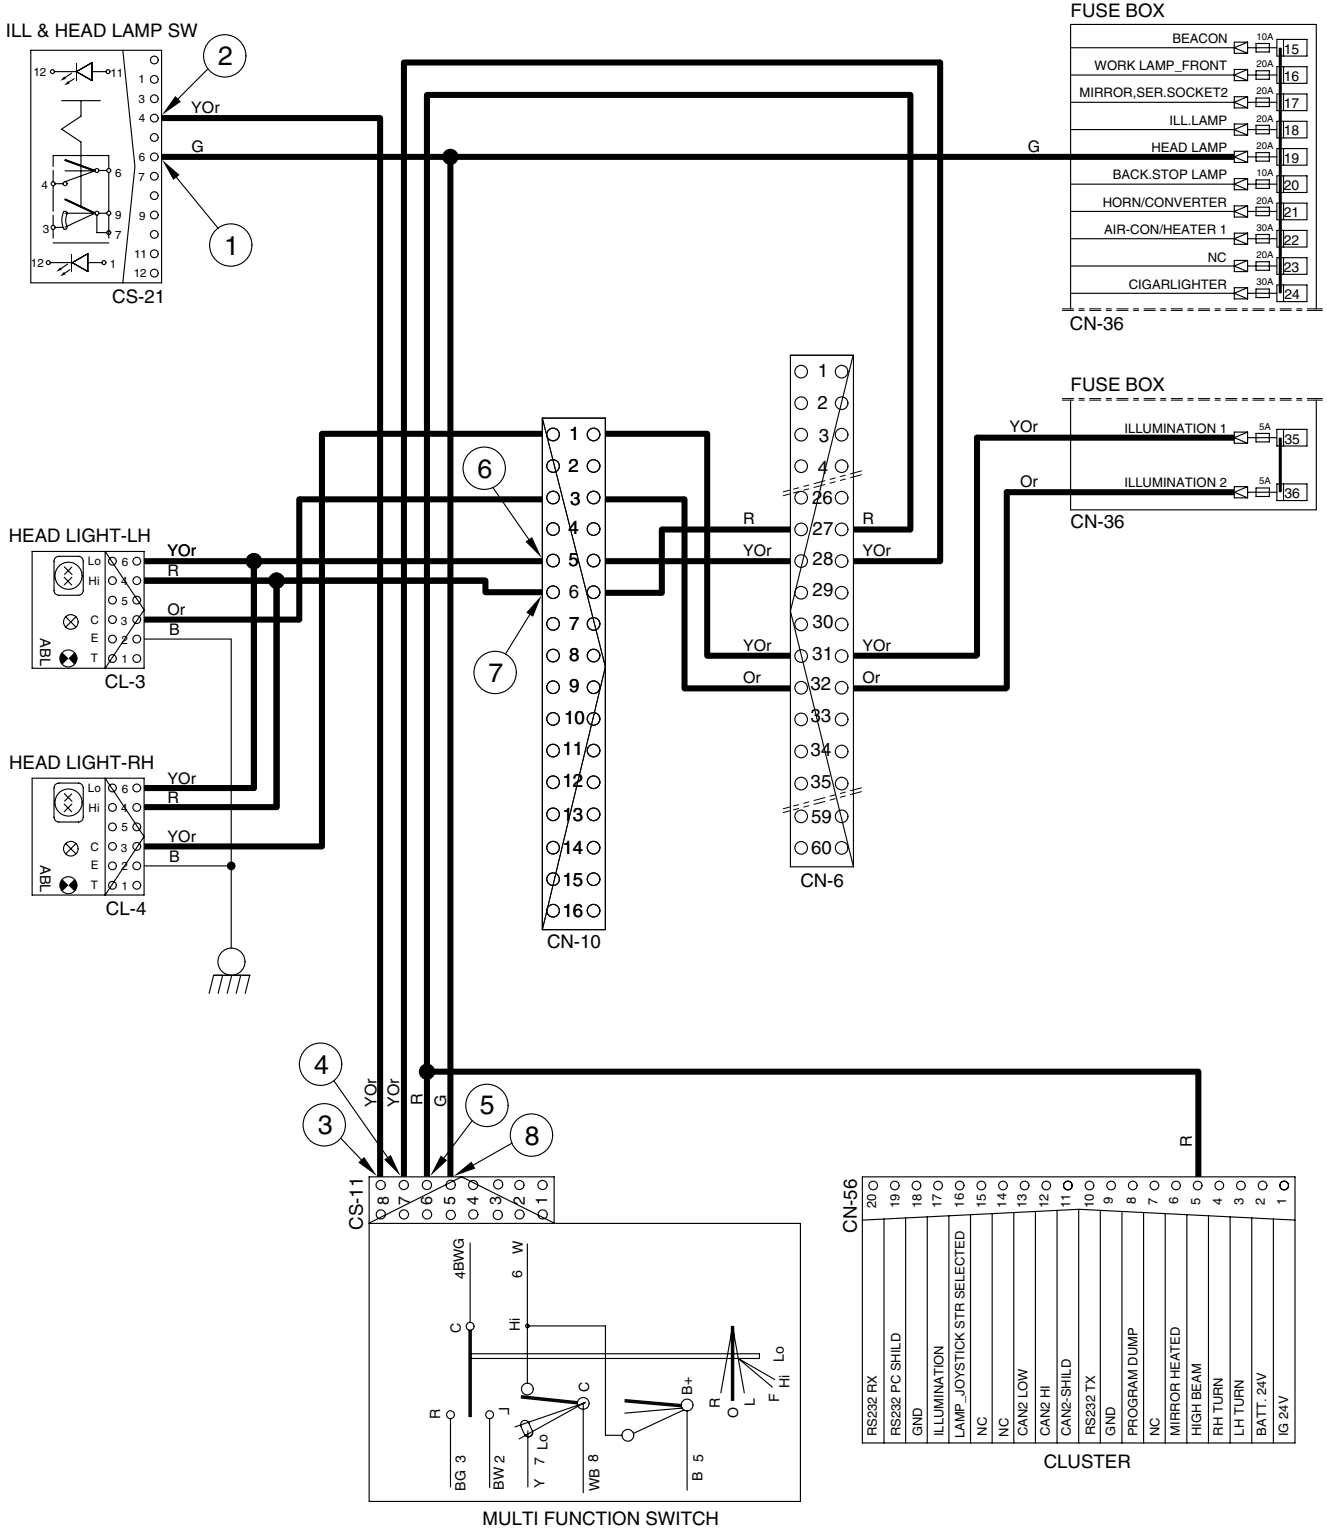 ILL & HEAD LAMP SW
12
11
4
6
3
9
7
12
1
1
3
4
6
7
9
11
12
CS-21
YOr
G
2
1
G
FUSE BOX
BEACON 10A 15
WORK LAMP_FRONT 20A 16
MIRROR,SER.SOCKET2 20A 17
ILL.LAMP 20A 18
HEAD LAMP 20A 19
BACK.STOP LAMP 10A 20
HORN/CONVERTER 20A 21
AIR-CON/HEATER 1 30A 22
NC 20A 23
CIGARLIGHTER 30A 24
CN-36
FUSE BOX
YOr ILLUMINATION 1 5A 35
Or ILLUMINATION 2 5A 36
CN-36
1
2
3
4
26
R 27 R
YOr 28 YOr
29
30
YOr 31 YOr
Or 32 Or
33
34
35
59
60
CN-6
1
2
3
4
5
6
7
8
9
10
11
12
13
14
15
16
CN-10
6
7
HEAD LIGHT-LH
Lo 6 YOr
Hi 4 R
5
C 3 Or
E 2 B
T 1
ABL
CL-3
HEAD LIGHT-RH
Lo 6 YOr
Hi 4 R
5
C 3 YOr
E 2 B
T 1
ABL
CL-4
4
3
5
8
YOr
YOr
R
G
R
CS-11
8 7 6 5 4 3 2 1
4BWG
6 W
C
Hi
R
L
C
Lo
B+
R
O
L
F
Hi
Lo
BG 3
BW 2
Y 7
WB 8
B 5
MULTI FUNCTION SWITCH
CN-56
20 RS232 RX
19 RS232 PC SHILD
18 GND
17 ILLUMINATION
16 LAMP_JOYSTICK STR SELECTED
15 NC
14 NC
13 CAN2 LOW
12 CAN2 HI
11 CAN2-SHILD
10 RS232 TX
9 GND
8 PROGRAM DUMP
7 NC
6 MIRROR HEATED
5 HIGH BEAM
4 RH TURN
3 LH TURN
2 BATT. 24V
1 IG 24V
CLUSTER